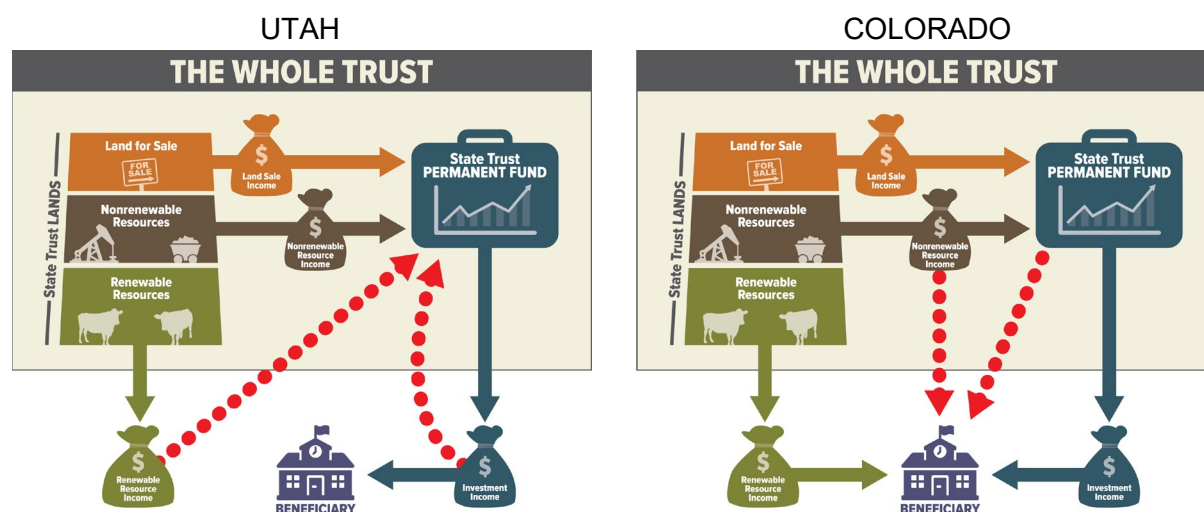 UTAH
THE WHOLE TRUST
State Trust LANDS
Land for Sale
FOR
SALE
$
Land Sale
Income
Nonrenewable
Resources
$
Nonrenewable
Resource
Income
Renewable
Resources
State Trust
PERMANENT FUND
$
Renewable
Resource
Income
BENEFICIARY
$
Investment
Income
COLORADO
THE WHOLE TRUST
State Trust LANDS
Land for Sale
FOR
SALE
$
Land Sale
Income
Nonrenewable
Resources
$
Nonrenewable
Resource
Income
Renewable
Resources
State Trust
PERMANENT FUND
$
Renewable
Resource
Income
BENEFICIARY
$
Investment
Income